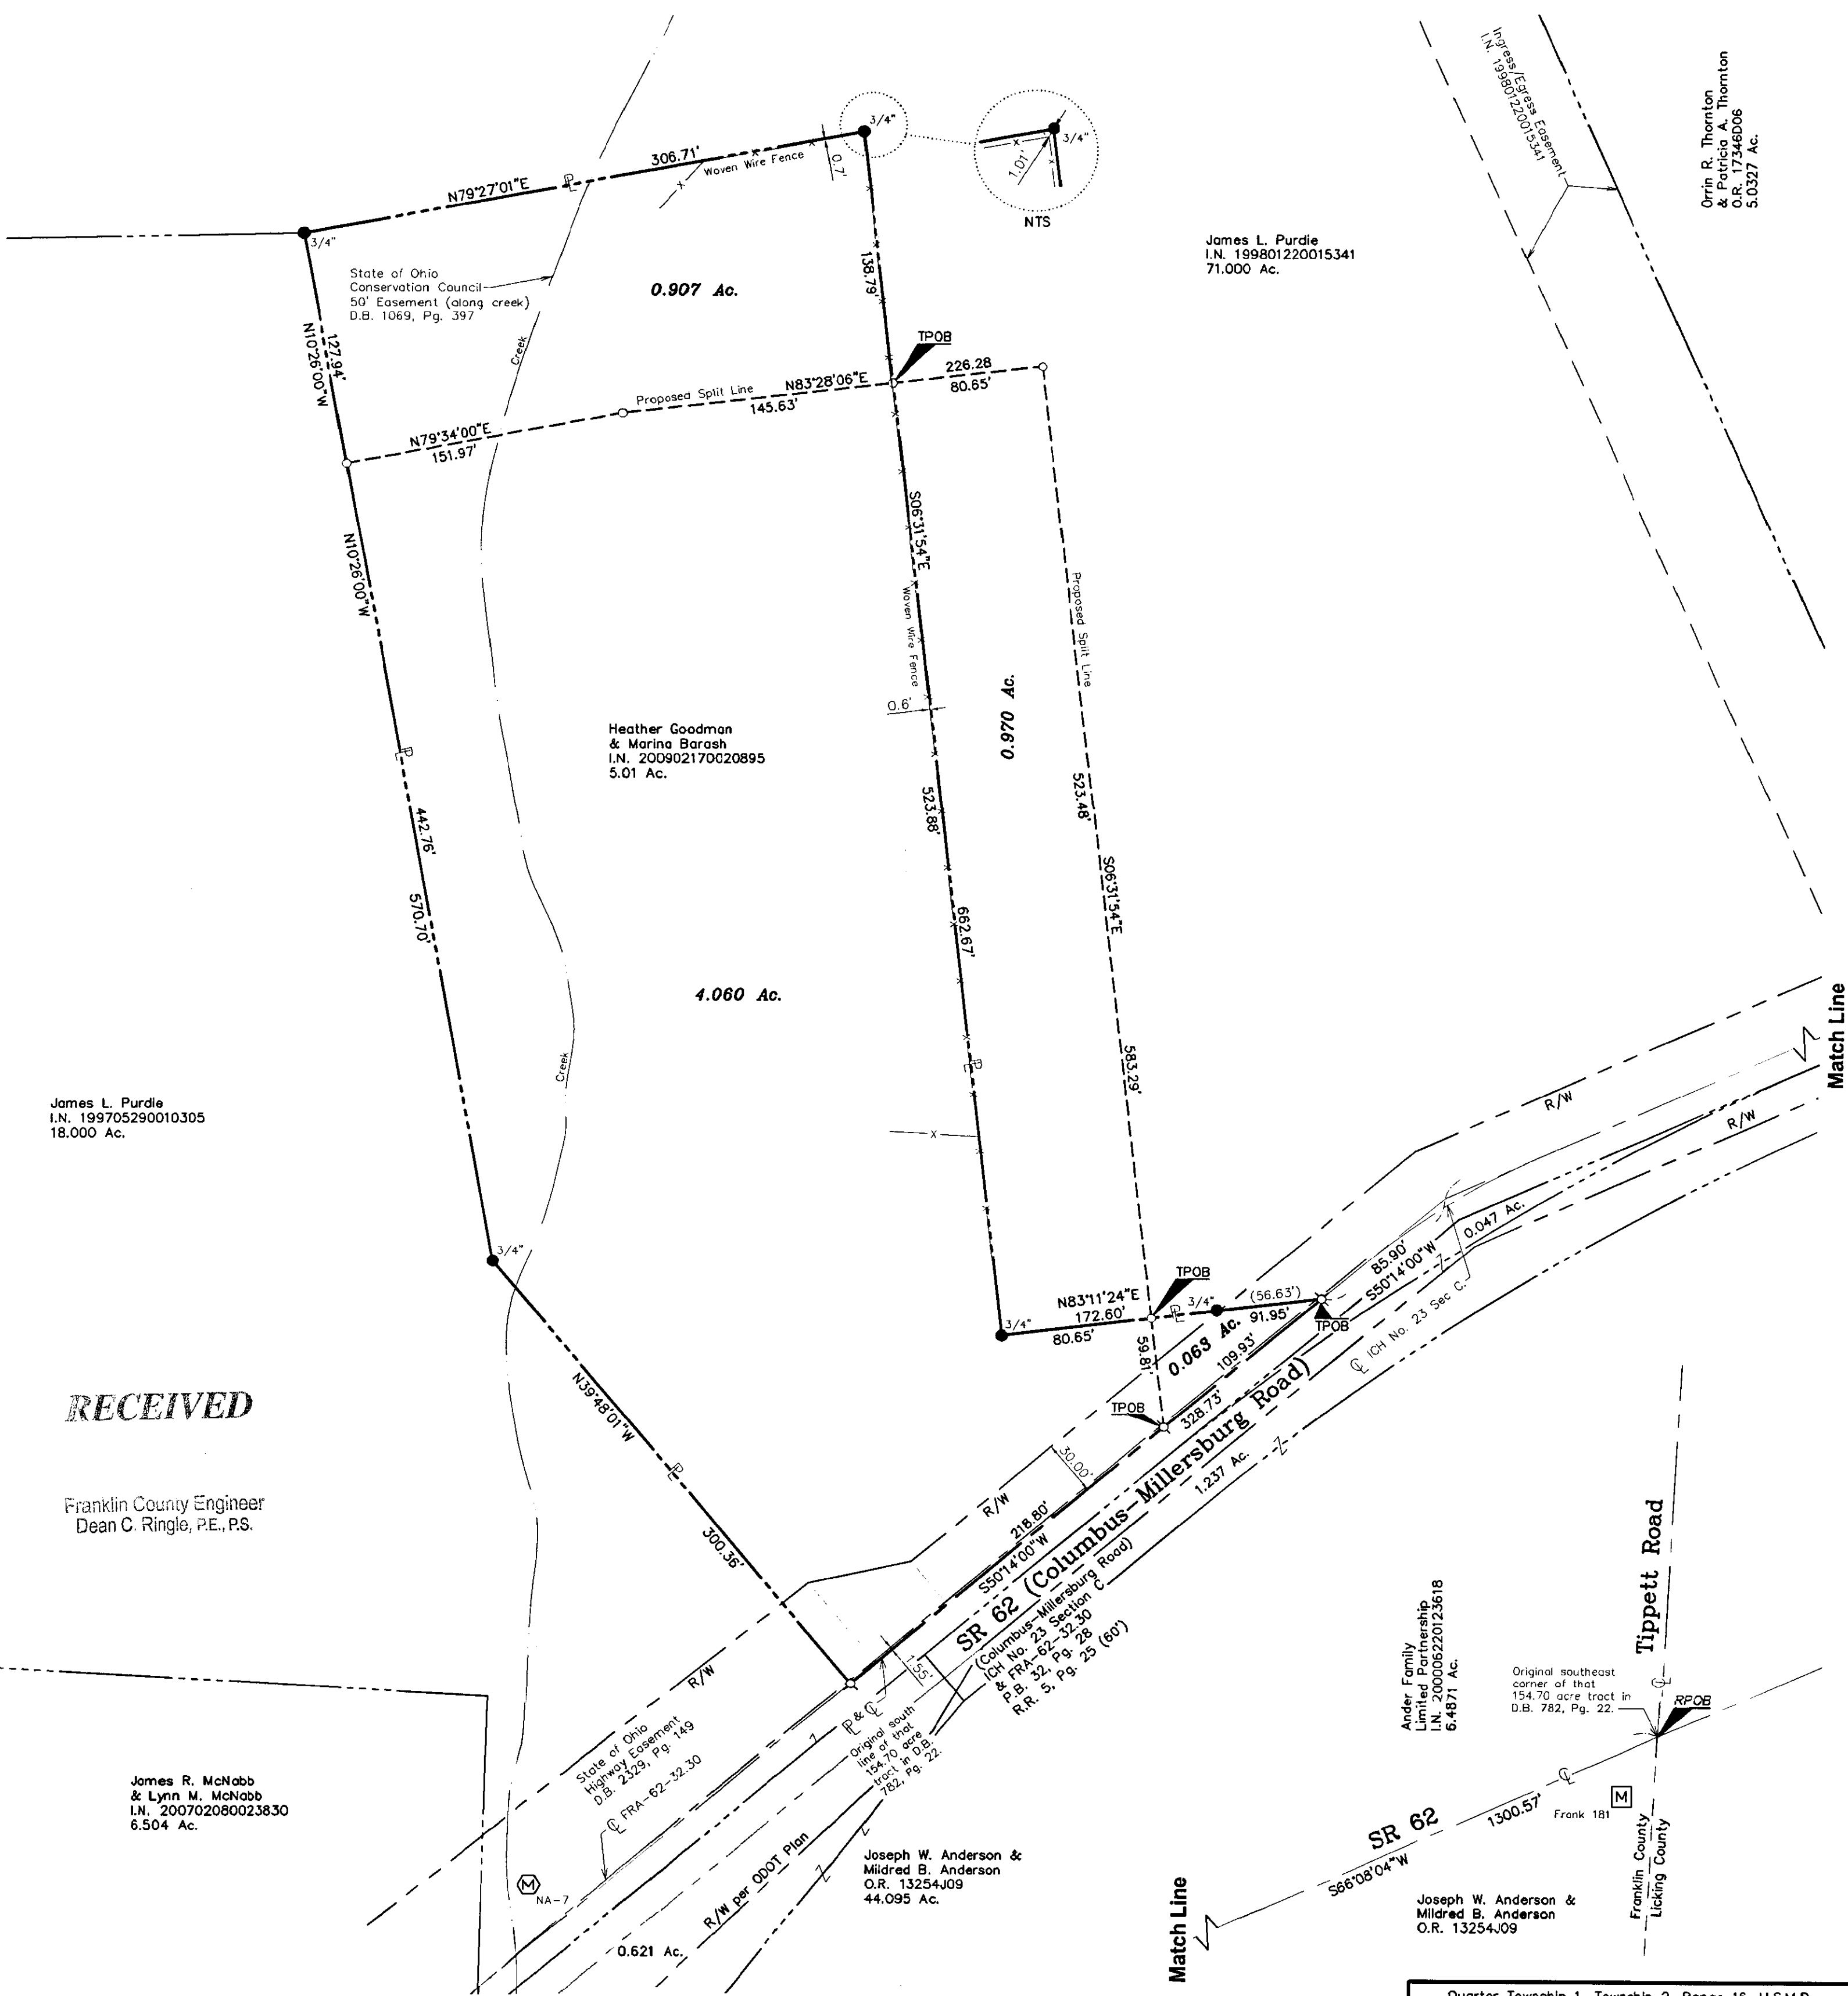 Ingress/Egress Easement
I.N. 199801220015341
Orrin R. Thornton
& Patricia A. Thornton
O.R. 17346D06
5.0327 Ac.
3/4"
306.71'
Woven Wire Fence
0.7'
N79°27'01"E
3/4"
1.01'
3/4"
NTS
James L. Purdie
I.N. 199801220015341
71.000 Ac.
State of Ohio
Conservation Council
50' Easement (along creek)
D.B. 1069, Pg. 397
0.907 Ac.
138.79'
127.94'
N10°26'00"W
Creek
TPOB
226.28
80.65'
Proposed Split Line
N83°28'06"E
145.63'
N79°34'00"E
151.97'
N10°26'00"W
S06°31'54"E
Woven Wire Fence
Proposed Split Line
0.6'
0.970 Ac.
Heather Goodman
& Marina Barash
I.N. 200902170020895
5.01 Ac.
PL
442.76'
570.70'
523.88'
523.48'
662.67'
S06°31'54"E
4.060 Ac.
583.29'
Creek
PL
Match Line
James L. Purdie
I.N. 199705290010305
18.000 Ac.
R/W
R/W
3/4"
0.047 Ac.
85.90'
S50°14'00"W
TPOB
N83°11'24"E
172.60'
3/4"
80.65'
PL
3/4"
(56.63')
91.95'
TPOB
59.81'
0.063 Ac.
109.93'
CL ICH No. 23 Sec C.
TPOB
328.73'
RECEIVED
Franklin County Engineer
Dean C. Ringle, P.E., P.S.
N39°48'01"W
PL
300.36'
30.00'
R/W
218.80'
S50°14'00"W
SR 62 (Columbus-Millersburg Road)
1.237 Ac.
(Columbus-Millersburg Road)
ICH No. 23 Section C
& FRA-62-32.30
P.B. 32, Pg. 28
R.R. 5, Pg. 25 (60')
1.55'
R/W
PL & CL
Original south
line of that
154.70 acre
tract in D.B.
782, Pg. 22.
State of Ohio
Highway Easement
D.B. 2329, Pg. 149
CL FRA-62-32.30
James R. McNabb
& Lynn M. McNabb
I.N. 200702080023830
6.504 Ac.
M
NA-7
R/W per ODOT Plan
0.621 Ac.
Joseph W. Anderson &
Mildred B. Anderson
O.R. 13254J09
44.095 Ac.
Tippett Road
Ander Family
Limited Partnership
I.N. 200006220123618
6.4871 Ac.
Original southeast
corner of that
154.70 acre tract in
D.B. 782, Pg. 22.
CL
RPOB
CL
M
Frank 181
SR 62
1300.57'
S66°08'04"W
Franklin County
Licking County
Match Line
Joseph W. Anderson &
Mildred B. Anderson
O.R. 13254J09